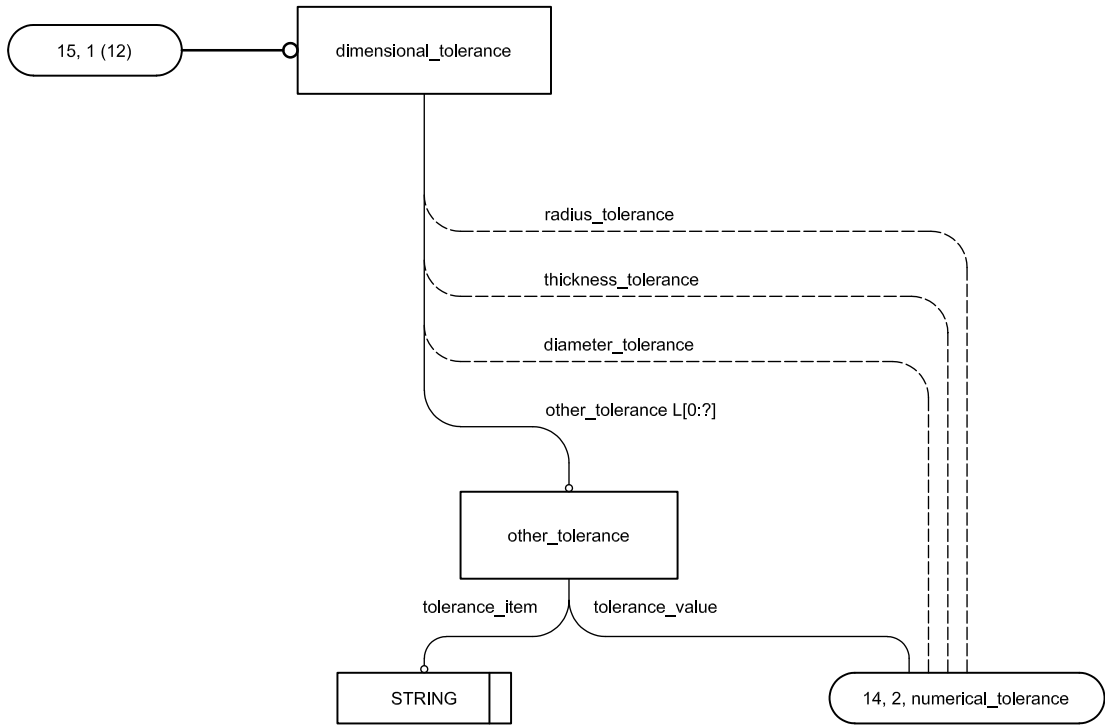 15, 1 (12)
dimensional_tolerance
radius_tolerance
thickness_tolerance
diameter_tolerance
other_tolerance L[0:?]
other_tolerance
tolerance_item
tolerance_value
STRING
14, 2, numerical_tolerance